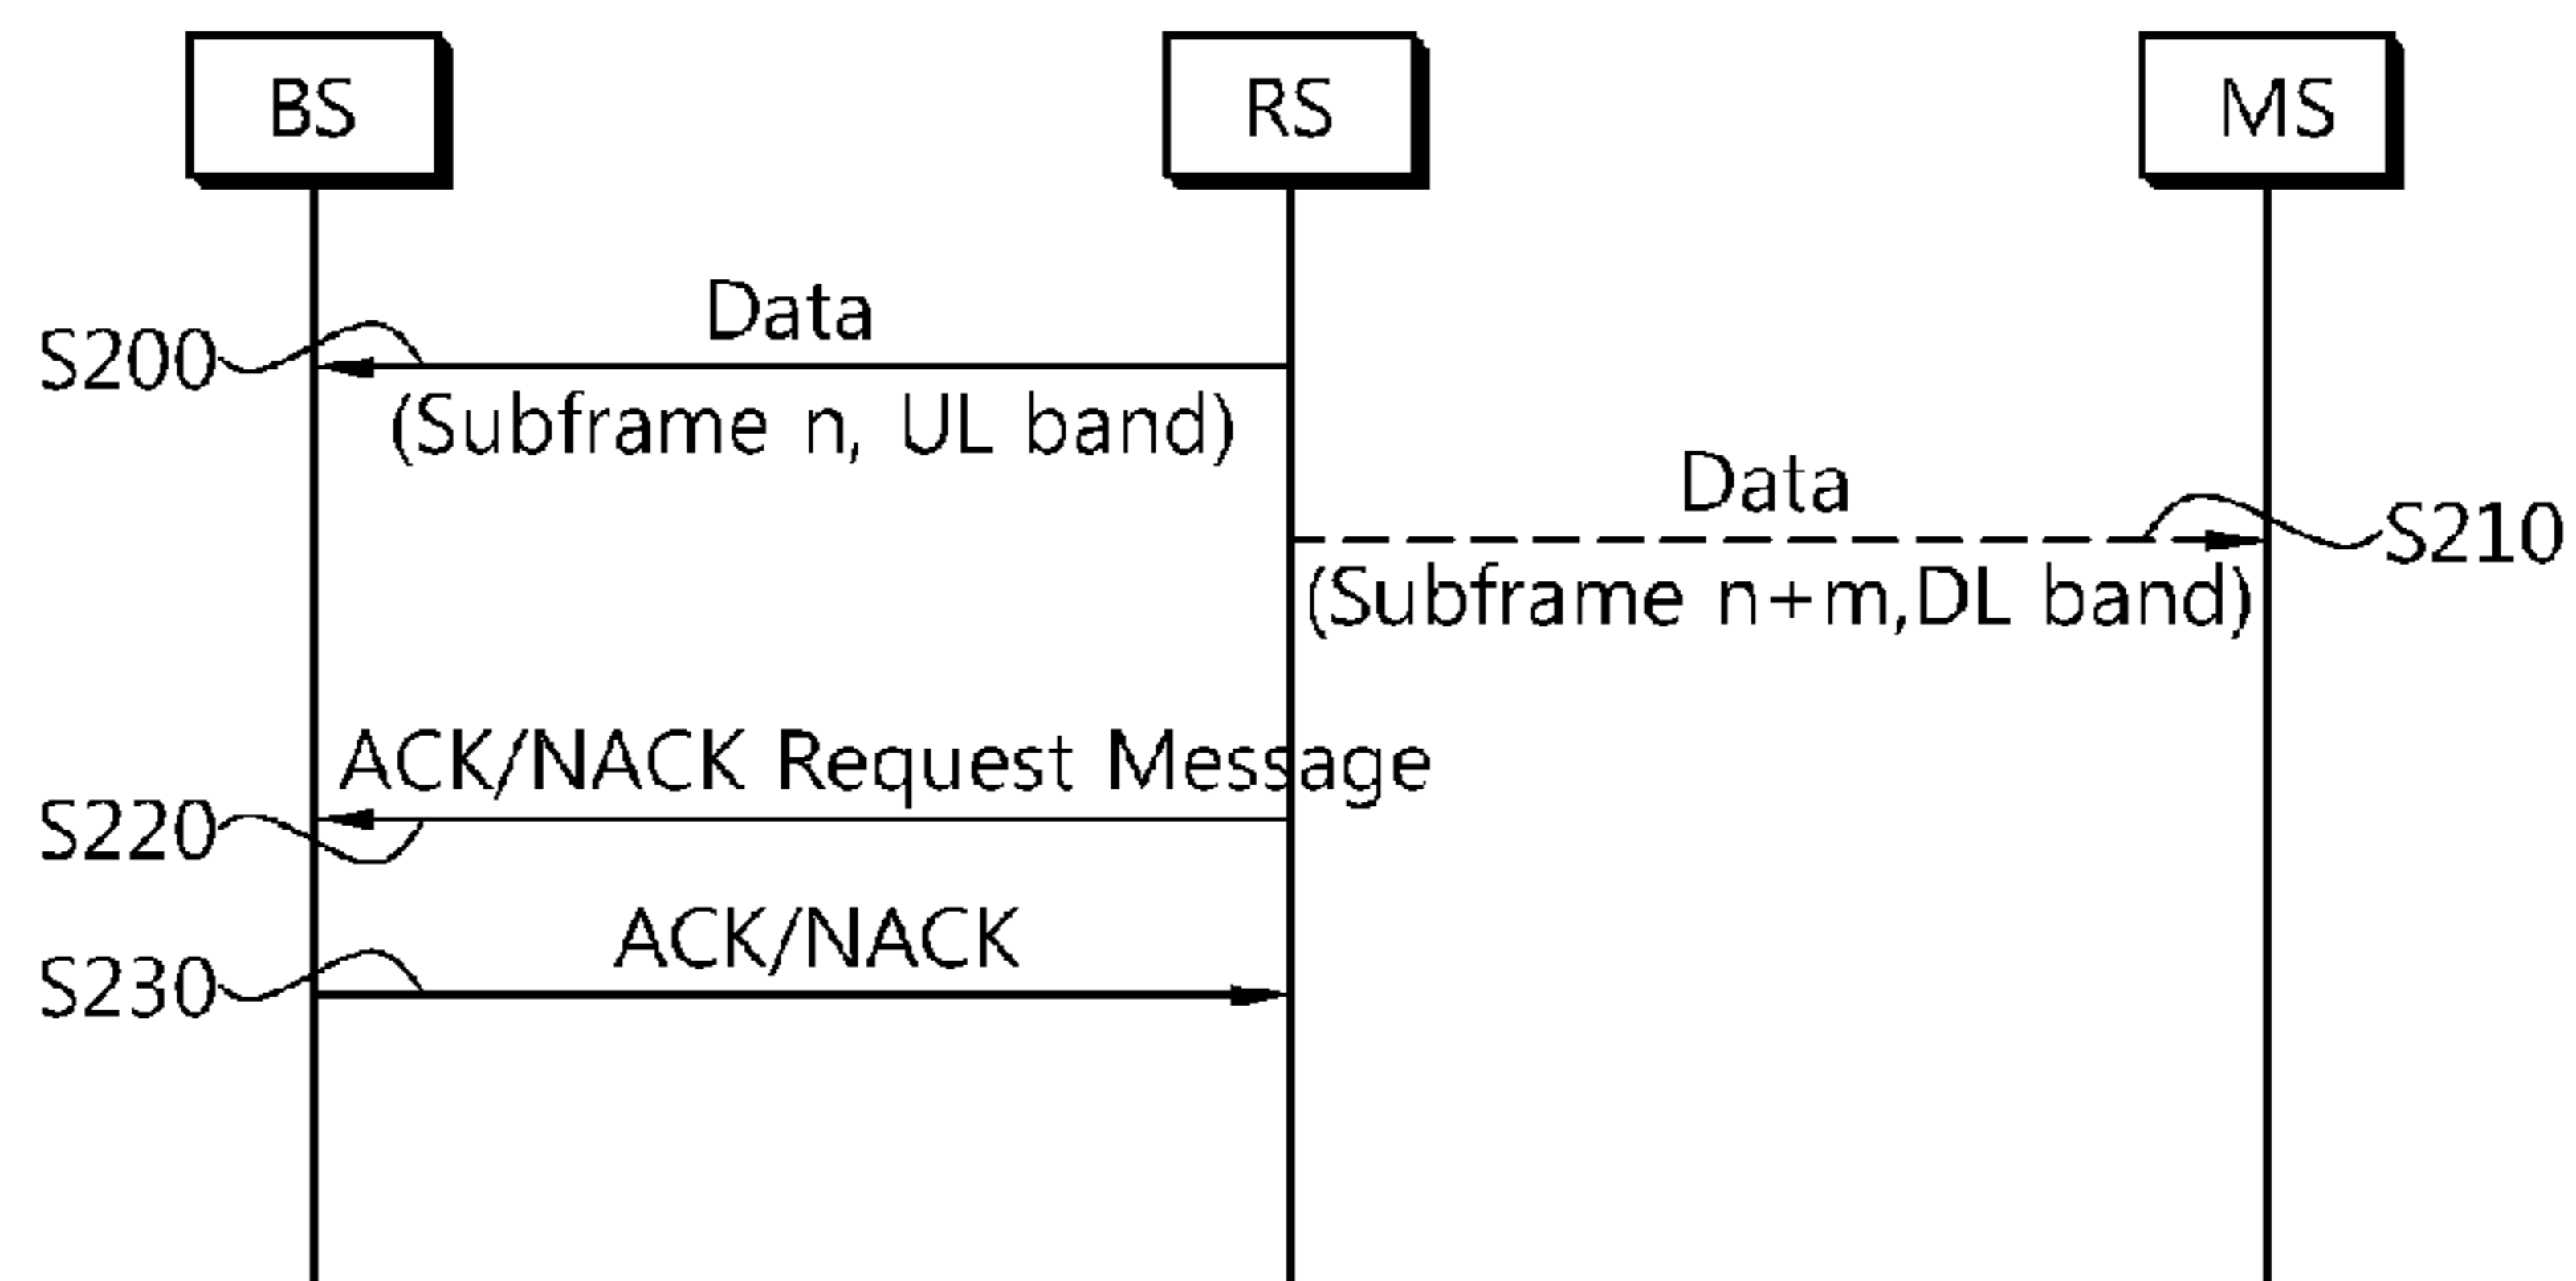 BS
RS
MS
Data
S200
(Subframe n, UL band)
Data
S210
(Subframe n+m,DL band)
ACK/NACK Request Message
S220
ACK/NACK
S230